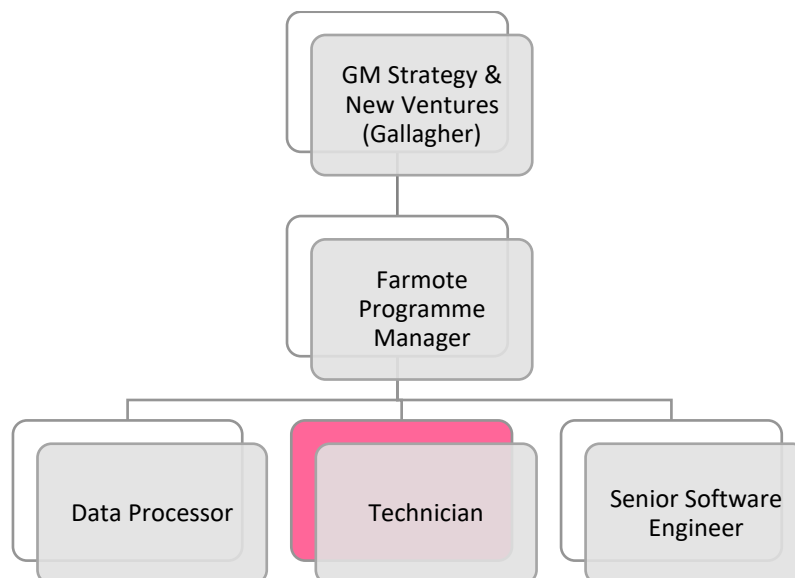 GM Strategy &
New Ventures
(Gallagher)
Farmote
Programme
Manager
Data Processor
Technician
Senior Software
Engineer